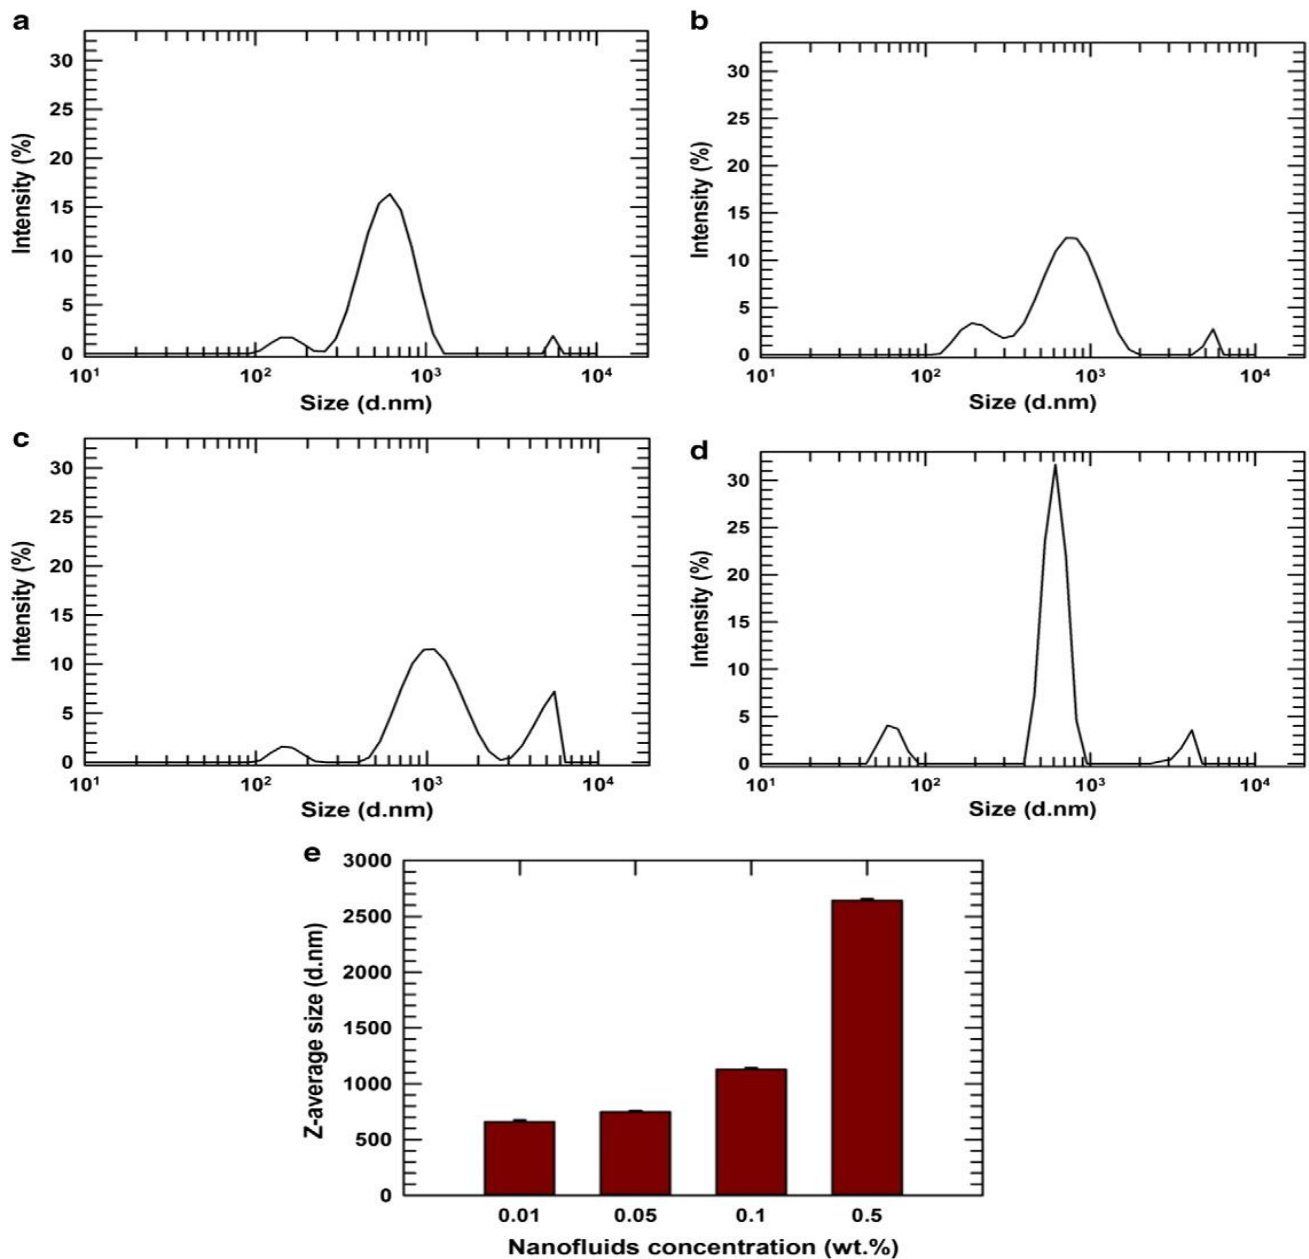 a
30
25
20
15
10
5
0
Intensity (%)
10¹ 10² 10³ 10⁴
Size (d.nm)
b
30
25
20
15
10
5
0
Intensity (%)
10¹ 10² 10³ 10⁴
Size (d.nm)
c
30
25
20
15
10
5
0
Intensity (%)
10¹ 10² 10³ 10⁴
Size (d.nm)
d
30
25
20
15
10
5
0
Intensity (%)
10¹ 10² 10³ 10⁴
Size (d.nm)
e
3000
2500
2000
1500
1000
500
0
Z-average size (d.nm)
0.01 0.05 0.1 0.5
Nanofluids concentration (wt.%)